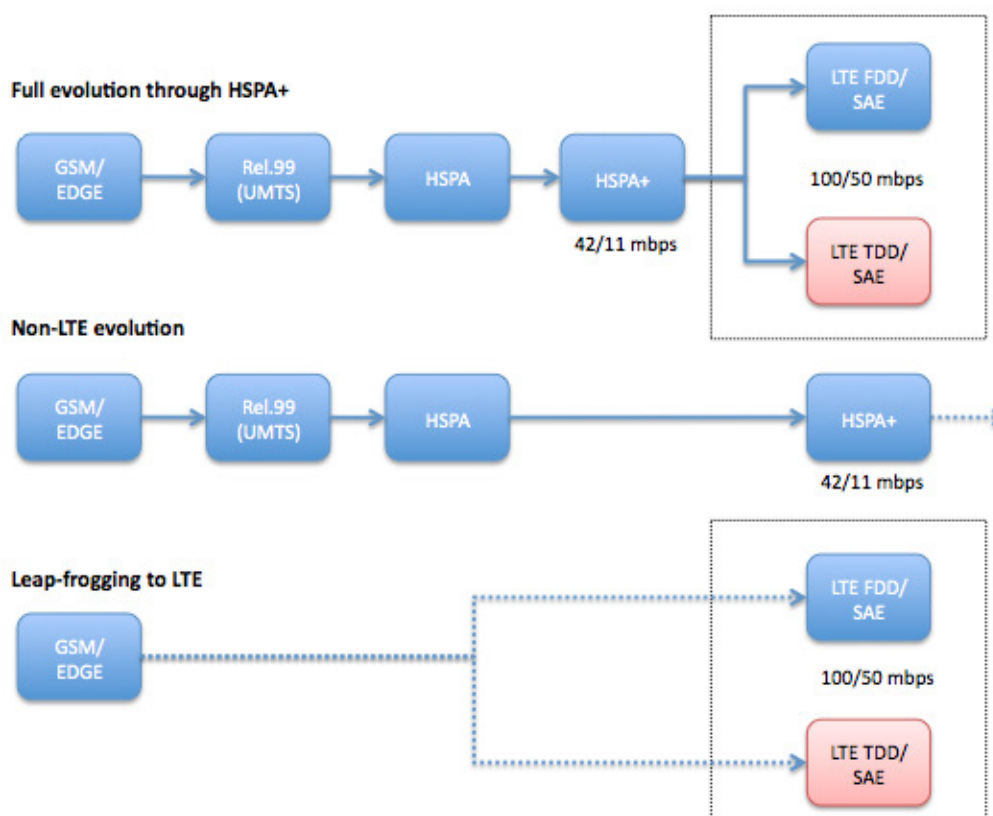 Full evolution through HSPA+
GSM/
EDGE
Rel.99
(UMTS)
HSPA
HSPA+
42/11 mbps
LTE FDD/
SAE
100/50 mbps
LTE TDD/
SAE
Non-LTE evolution
GSM/
EDGE
Rel.99
(UMTS)
HSPA
HSPA+
42/11 mbps
Leap-frogging to LTE
GSM/
EDGE
LTE FDD/
SAE
100/50 mbps
LTE TDD/
SAE